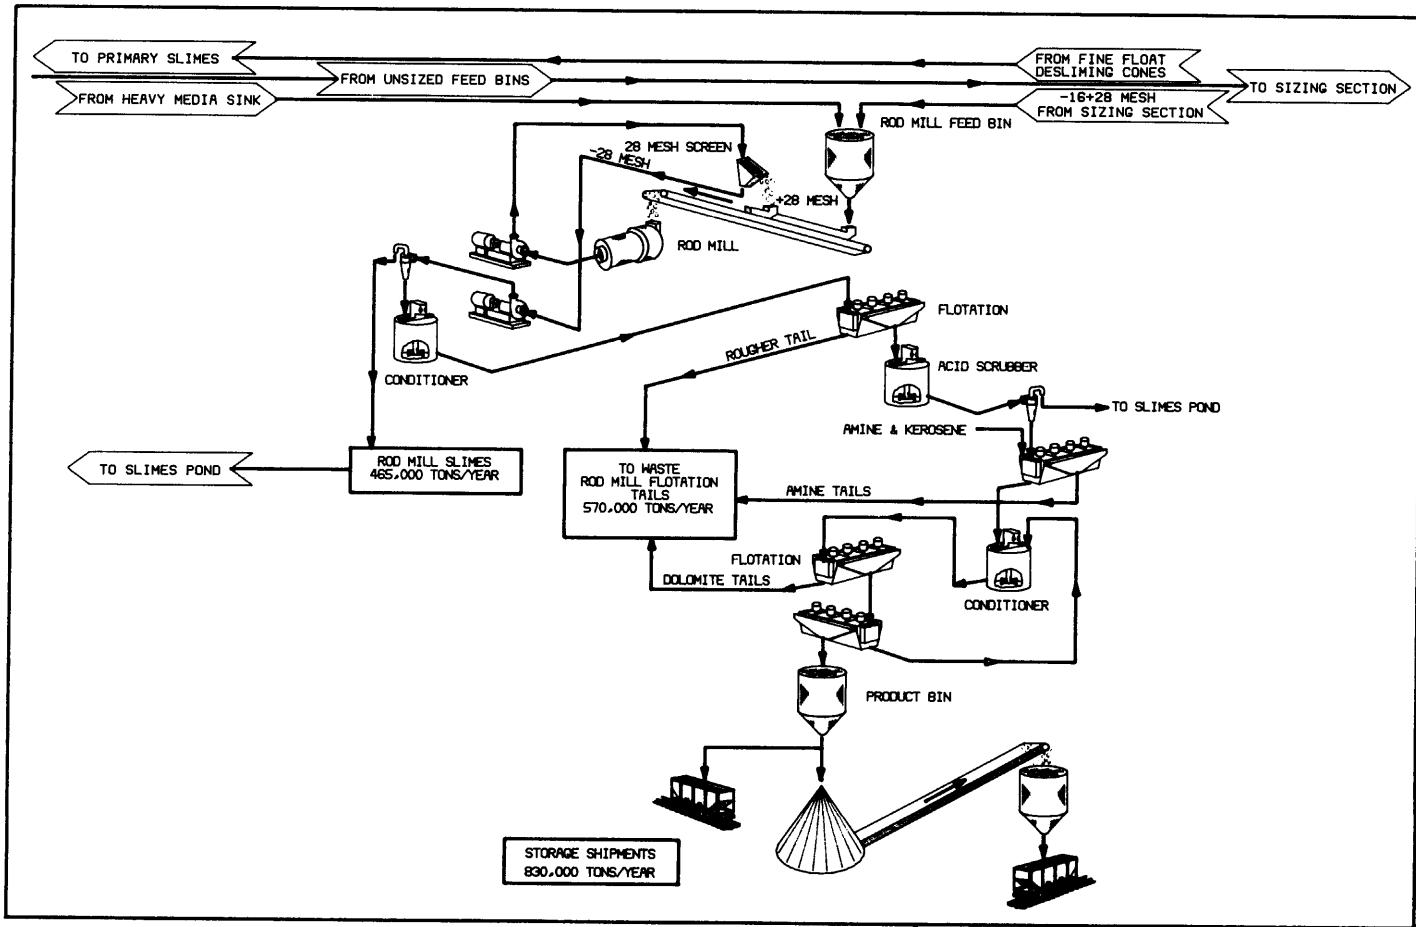 TO PRIMARY SLIMES
FROM FINE FLOAT
DESLIMING CONES
FROM UNSIZED FEED BINS
TO SIZING SECTION
FROM HEAVY MEDIA SINK
-16+28 MESH
FROM SIZING SECTION
ROD MILL FEED BIN
28 MESH SCREEN
-28 MESH
+28 MESH
ROD MILL
FLOTATION
ROUGHER TAIL
ACID SCRUBBER
CONDITIONER
TO SLIMES POND
AMINE & KEROSENE
TO SLIMES POND
ROD MILL SLIMES
465,000 TONS/YEAR
TO WASTE
ROD MILL FLOTATION
TAILS
570,000 TONS/YEAR
AMINE TAILS
FLOTATION
DOLOMITE TAILS
CONDITIONER
PRODUCT BIN
STORAGE SHIPMENTS
830,000 TONS/YEAR